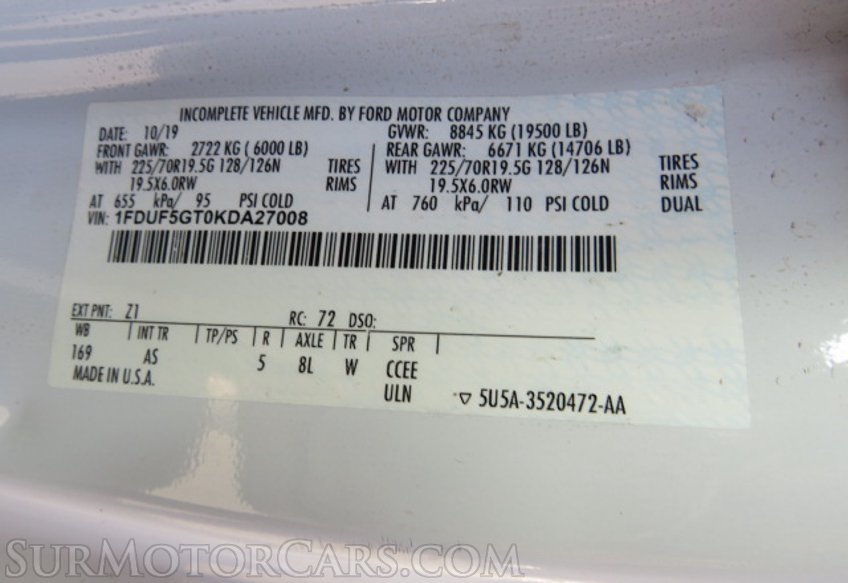 INCOMPLETE VEHICLE MFD. BY FORD MOTOR COMPANY
DATE: 10/19 GVWR: 8845 KG (19500 LB)
FRONT GAWR: 2722 KG ( 6000 LB) REAR GAWR: 6671 KG (14706 LB)
WITH 225/70R19.5G 128/126N TIRES WITH 225/70R19.5G 128/126N TIRES
19.5X6.0RW RIMS 19.5X6.0RW RIMS
AT 655 kPa/ 95 PSI COLD AT 760 kPa/ 110 PSI COLD DUAL
VIN: 1FDUF5GT0KDA27008
EXT PNT: Z1 RC: 72 DSO:
WB INT TR TP/PS R AXLE TR SPR
169 AS 5 8L W CCEE
MADE IN U.S.A. ULN ▽ 5U5A-3520472-AA
SURMOTORCARS.COM